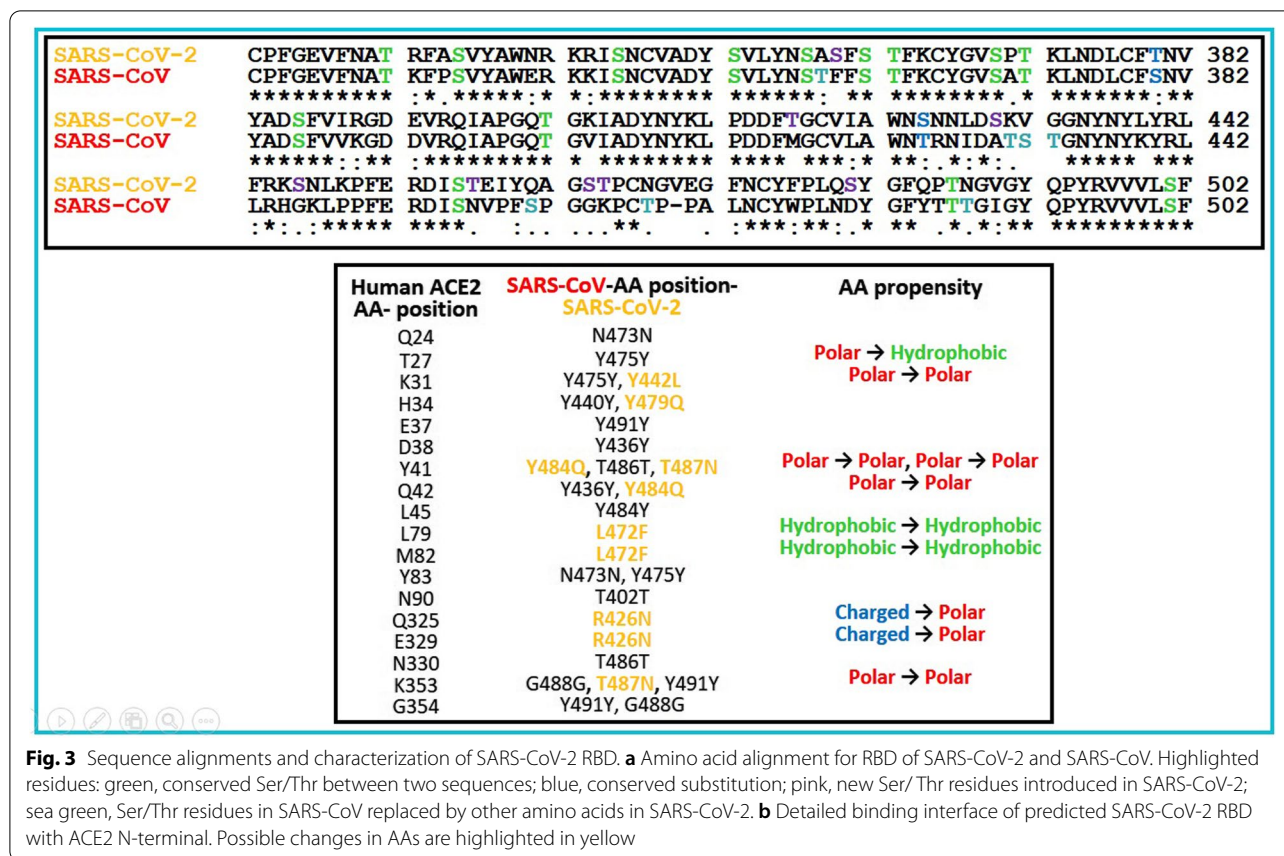 SARS-CoV-2 CPFGEVFNAT RFASVYAWNR KRISNCVADY SVLYNSASFS TFKCYGVSPT KLNDLCFTNV 382
SARS-CoV CPFGEVFNAT KFPSVYAWER KKISNCVADY SVLYNSTFFS TFKCYGVSAT KLNDLCFSNV 382
********** :*.*****:* *:******** ******: ** ********.* *******:**
SARS-CoV-2 YADSFVIRGD EVRQIAPGQT GKIADYNYKL PDDFTGCVIA WNSNNLDSKV GGNYNYLYRL 442
SARS-CoV YADSFVVKGD DVRQIAPGQT GVIADYNYKL PDDFMGCVLA WNTRNIDATS TGNYNYKYRL 442
******::** :********* * ******** **** ***:* **:.*:*:. ***** ***
SARS-CoV-2 FRKSNLKPFE RDISTEIYQA GSTPCNGVEG FNCYFPLQSY GFQPTNGVGY QPYRVVVLSF 502
SARS-CoV LRHGKLPPFE RDISNVPFSP GGKPCTP-PA LNCYWPLNDY GFYTTTGIGY QPYRVVVLSF 502
:*:.:* *** ****. :.. ...**. . :***:**:.* ** .*.*:** **********
Human ACE2 SARS-CoV-AA position- AA propensity
AA- position SARS-CoV-2
Q24 N473N
T27 Y475Y Polar → Hydrophobic
K31 Y475Y, Y442L Polar → Polar
H34 Y440Y, Y479Q
E37 Y491Y
D38 Y436Y
Y41 Y484Q, T486T, T487N Polar → Polar, Polar → Polar
Q42 Y436Y, Y484Q Polar → Polar
L45 Y484Y
L79 L472F Hydrophobic → Hydrophobic
M82 L472F Hydrophobic → Hydrophobic
Y83 N473N, Y475Y
N90 T402T
Q325 R426N Charged → Polar
E329 R426N Charged → Polar
N330 T486T
K353 G488G, T487N, Y491Y Polar → Polar
G354 Y491Y, G488G
Fig. 3 Sequence alignments and characterization of SARS-CoV-2 RBD. a Amino acid alignment for RBD of SARS-CoV-2 and SARS-CoV. Highlighted
residues: green, conserved Ser/Thr between two sequences; blue, conserved substitution; pink, new Ser/ Thr residues introduced in SARS-CoV-2;
sea green, Ser/Thr residues in SARS-CoV replaced by other amino acids in SARS-CoV-2. b Detailed binding interface of predicted SARS-CoV-2 RBD
with ACE2 N-terminal. Possible changes in AAs are highlighted in yellow